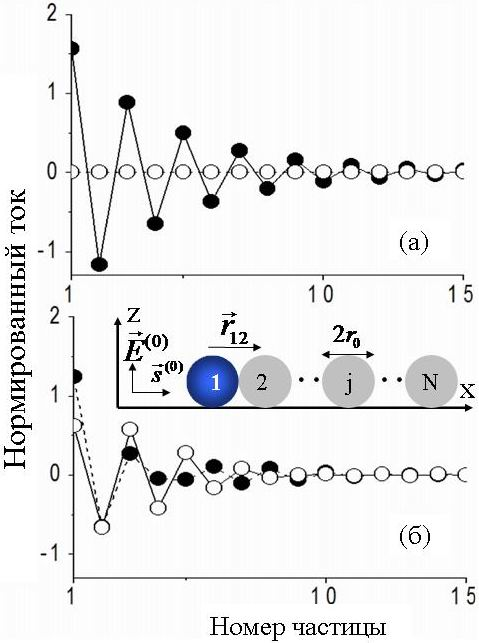 Нормированный ток
2
1
0
-1
(а)
1
10
15
2
1
0
-1
Z
E⃗(0)
s⃗(0)
r⃗12
2r0
1
2
··
j
··
N
X
(б)
1
10
15
Номер частицы